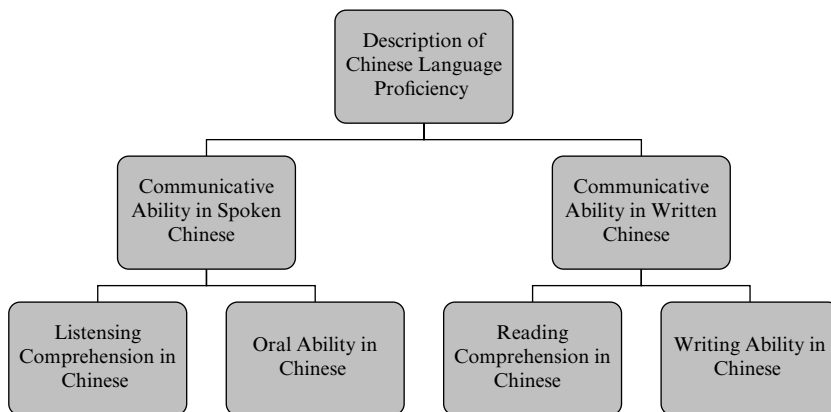 Description of
Chinese Language
Proficiency
Communicative
Ability in Spoken
Chinese
Communicative
Ability in Written
Chinese
Listensing
Comprehension in
Chinese
Oral Ability in
Chinese
Reading
Comprehension in
Chinese
Writing Ability in
Chinese